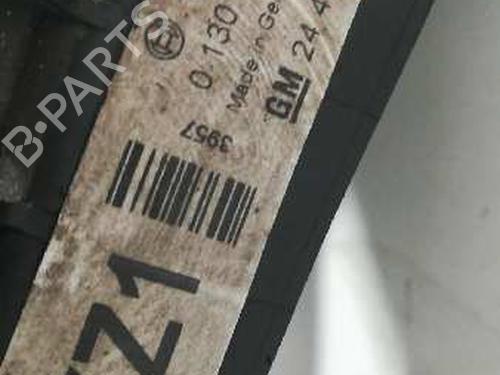 0 130
Made in Ge
GM 24 4
3957
Z1
B-PARTS